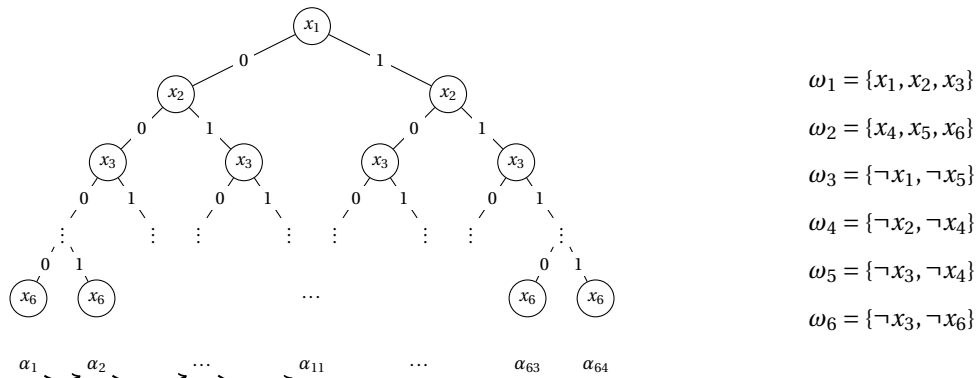 x₁
0 1
x₂ x₂
0 1 0 1
x₃ x₃ x₃ x₃
0 1 0 1 0 1 0 1
⋮ ⋮ ⋮ ⋮ ⋮ ⋮ ⋮ ⋮
0 1 0 1
x₆ x₆ ... x₆ x₆
α₁ α₂ ... α₁₁ ... α₆₃ α₆₄
ω₁ = {x₁, x₂, x₃}
ω₂ = {x₄, x₅, x₆}
ω₃ = {¬x₁, ¬x₅}
ω₄ = {¬x₂, ¬x₄}
ω₅ = {¬x₃, ¬x₄}
ω₆ = {¬x₃, ¬x₆}